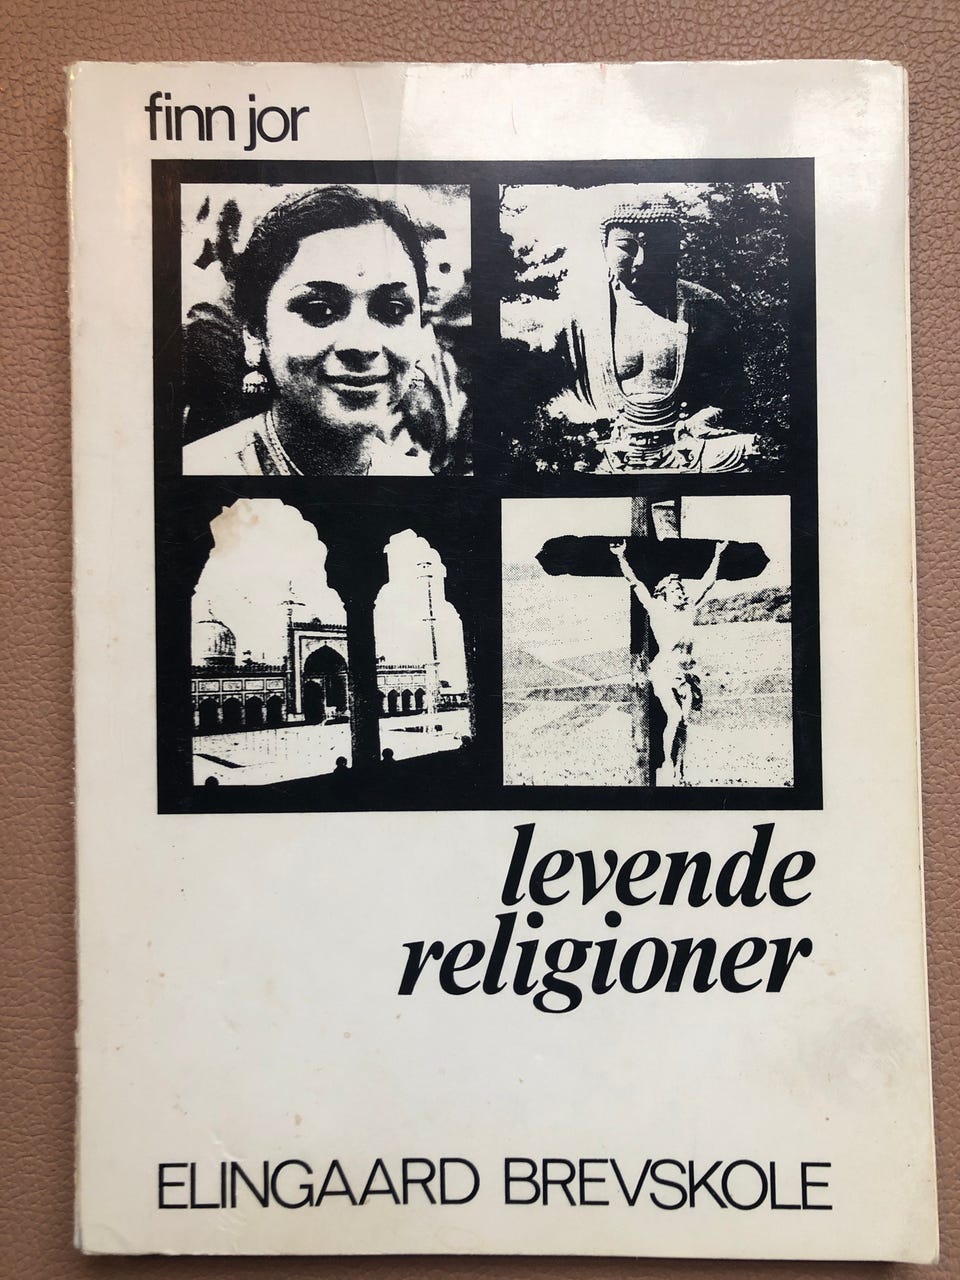 finn jor
levende
religioner
ELINGAARD BREVSKOLE